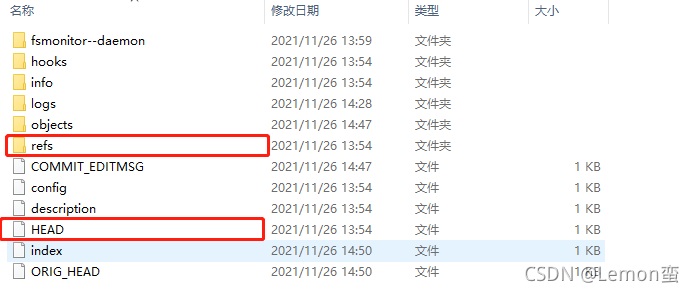 名称 修改日期 类型 大小
fsmonitor--daemon 2021/11/26 13:59 文件夹
hooks 2021/11/26 13:54 文件夹
info 2021/11/26 13:54 文件夹
logs 2021/11/26 14:28 文件夹
objects 2021/11/26 14:47 文件夹
refs 2021/11/26 13:54 文件夹
COMMIT_EDITMSG 2021/11/26 14:47 文件 1 KB
config 2021/11/26 13:54 文件 1 KB
description 2021/11/26 13:54 文件 1 KB
HEAD 2021/11/26 13:54 文件 1 KB
index 2021/11/26 14:50 文件 1 KB
ORIG_HEAD 2021/11/26 14:50 文件 1 KB
CSDN @Lemon蛮